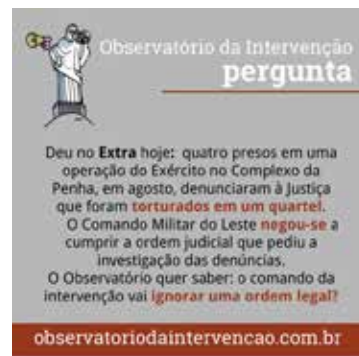 Observatório da Intervenção
pergunta
Deu no Extra hoje: quatro presos em uma
operação do Exército no Complexo da
Penha, em agosto, denunciaram à Justiça
que foram torturados em um quartel.
O Comando Militar do Leste negou-se a
cumprir a ordem judicial que pediu a
investigação das denúncias.
O Observatório quer saber: o comando da
intervenção vai ignorar uma ordem legal?
observatoriodaintervencao.com.br